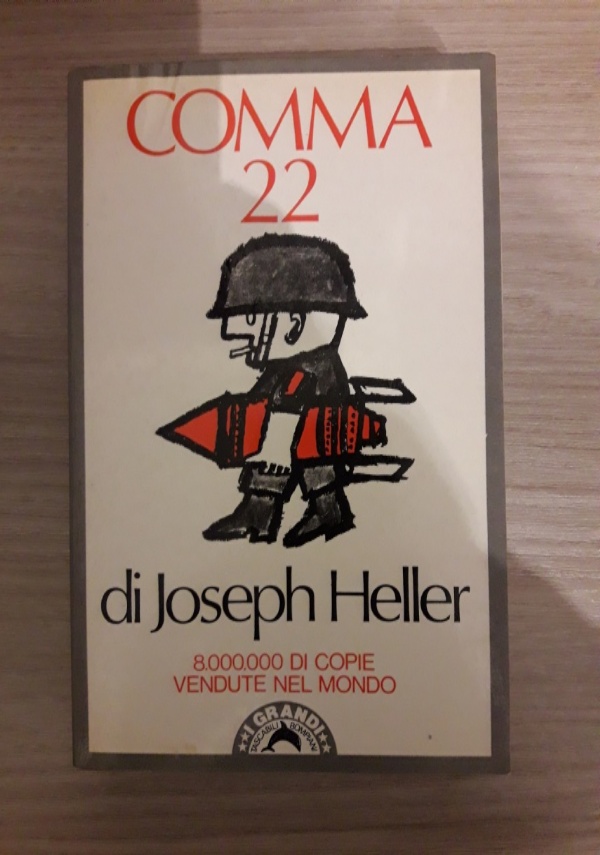 COMMA
22
di Joseph Heller
8.000.000 DI COPIE
VENDUTE NEL MONDO
I GRANDI
TASCABILI BOMPIANI